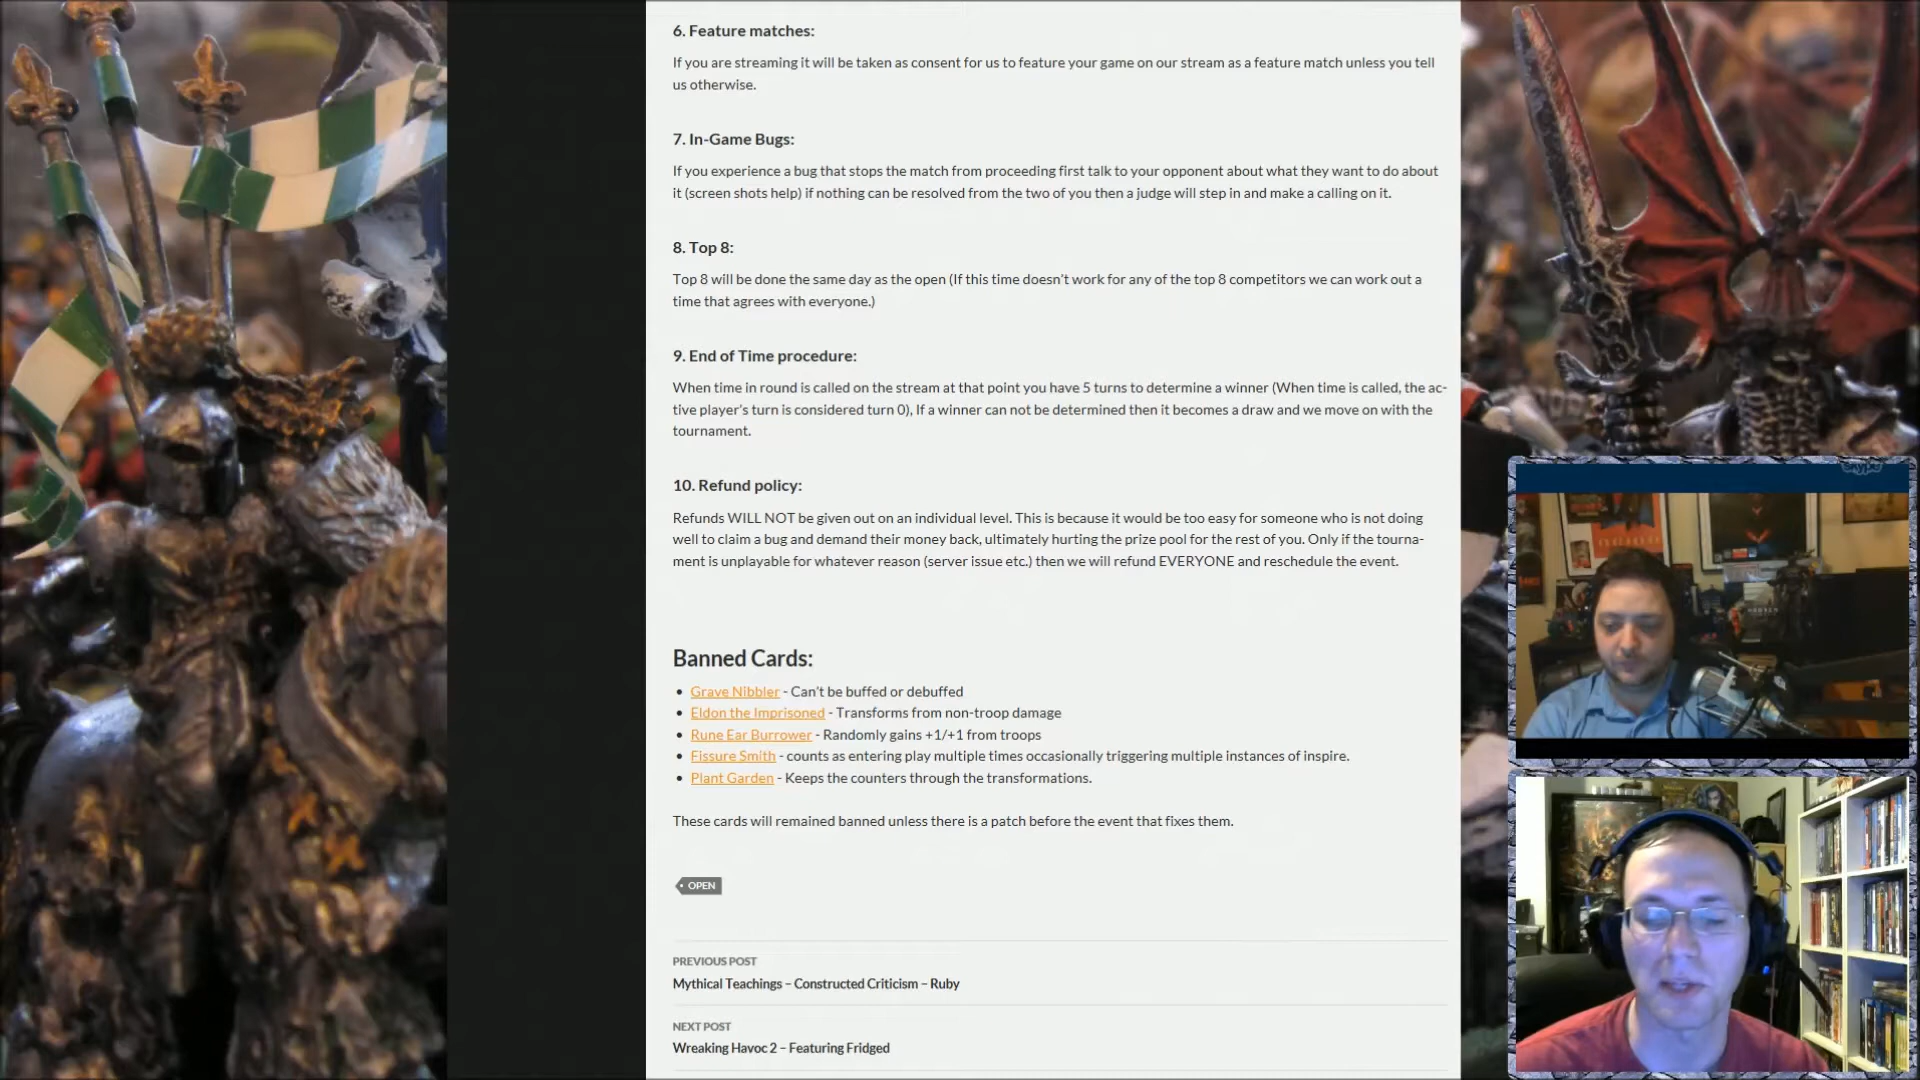 6. Feature matches:
If you are streaming it will be taken as consent for us to feature your game on our stream as a feature match unless you tell
us otherwise.
7. In-Game Bugs:
If you experience a bug that stops the match from proceeding first talk to your opponent about what they want to do about
it (screen shots help) if nothing can be resolved from the two of you then a judge will step in and make a calling on it.
8. Top 8:
Top 8 will be done the same day as the open (If this time doesn't work for any of the top 8 competitors we can work out a
time that agrees with everyone.)
9. End of Time procedure:
When time in round is called on the stream at that point you have 5 turns to determine a winner (When time is called, the ac-
tive player's turn is considered turn 0), If a winner can not be determined then it becomes a draw and we move on with the
tournament.
10. Refund policy:
Refunds WILL NOT be given out on an individual level. This is because it would be too easy for someone who is not doing
well to claim a bug and demand their money back, ultimately hurting the prize pool for the rest of you. Only if the tourna-
ment is unplayable for whatever reason (server issue etc.) then we will refund EVERYONE and reschedule the event.
Banned Cards:
• Grave Nibbler - Can't be buffed or debuffed
• Eldon the Imprisoned - Transforms from non-troop damage
• Rune Ear Burrower - Randomly gains +1/+1 from troops
• Fissure Smith - counts as entering play multiple times occasionally triggering multiple instances of inspire.
• Plant Garden - Keeps the counters through the transformations.
These cards will remained banned unless there is a patch before the event that fixes them.
OPEN
PREVIOUS POST
Mythical Teachings – Constructed Criticism – Ruby
NEXT POST
Wreaking Havoc 2 – Featuring Fridged